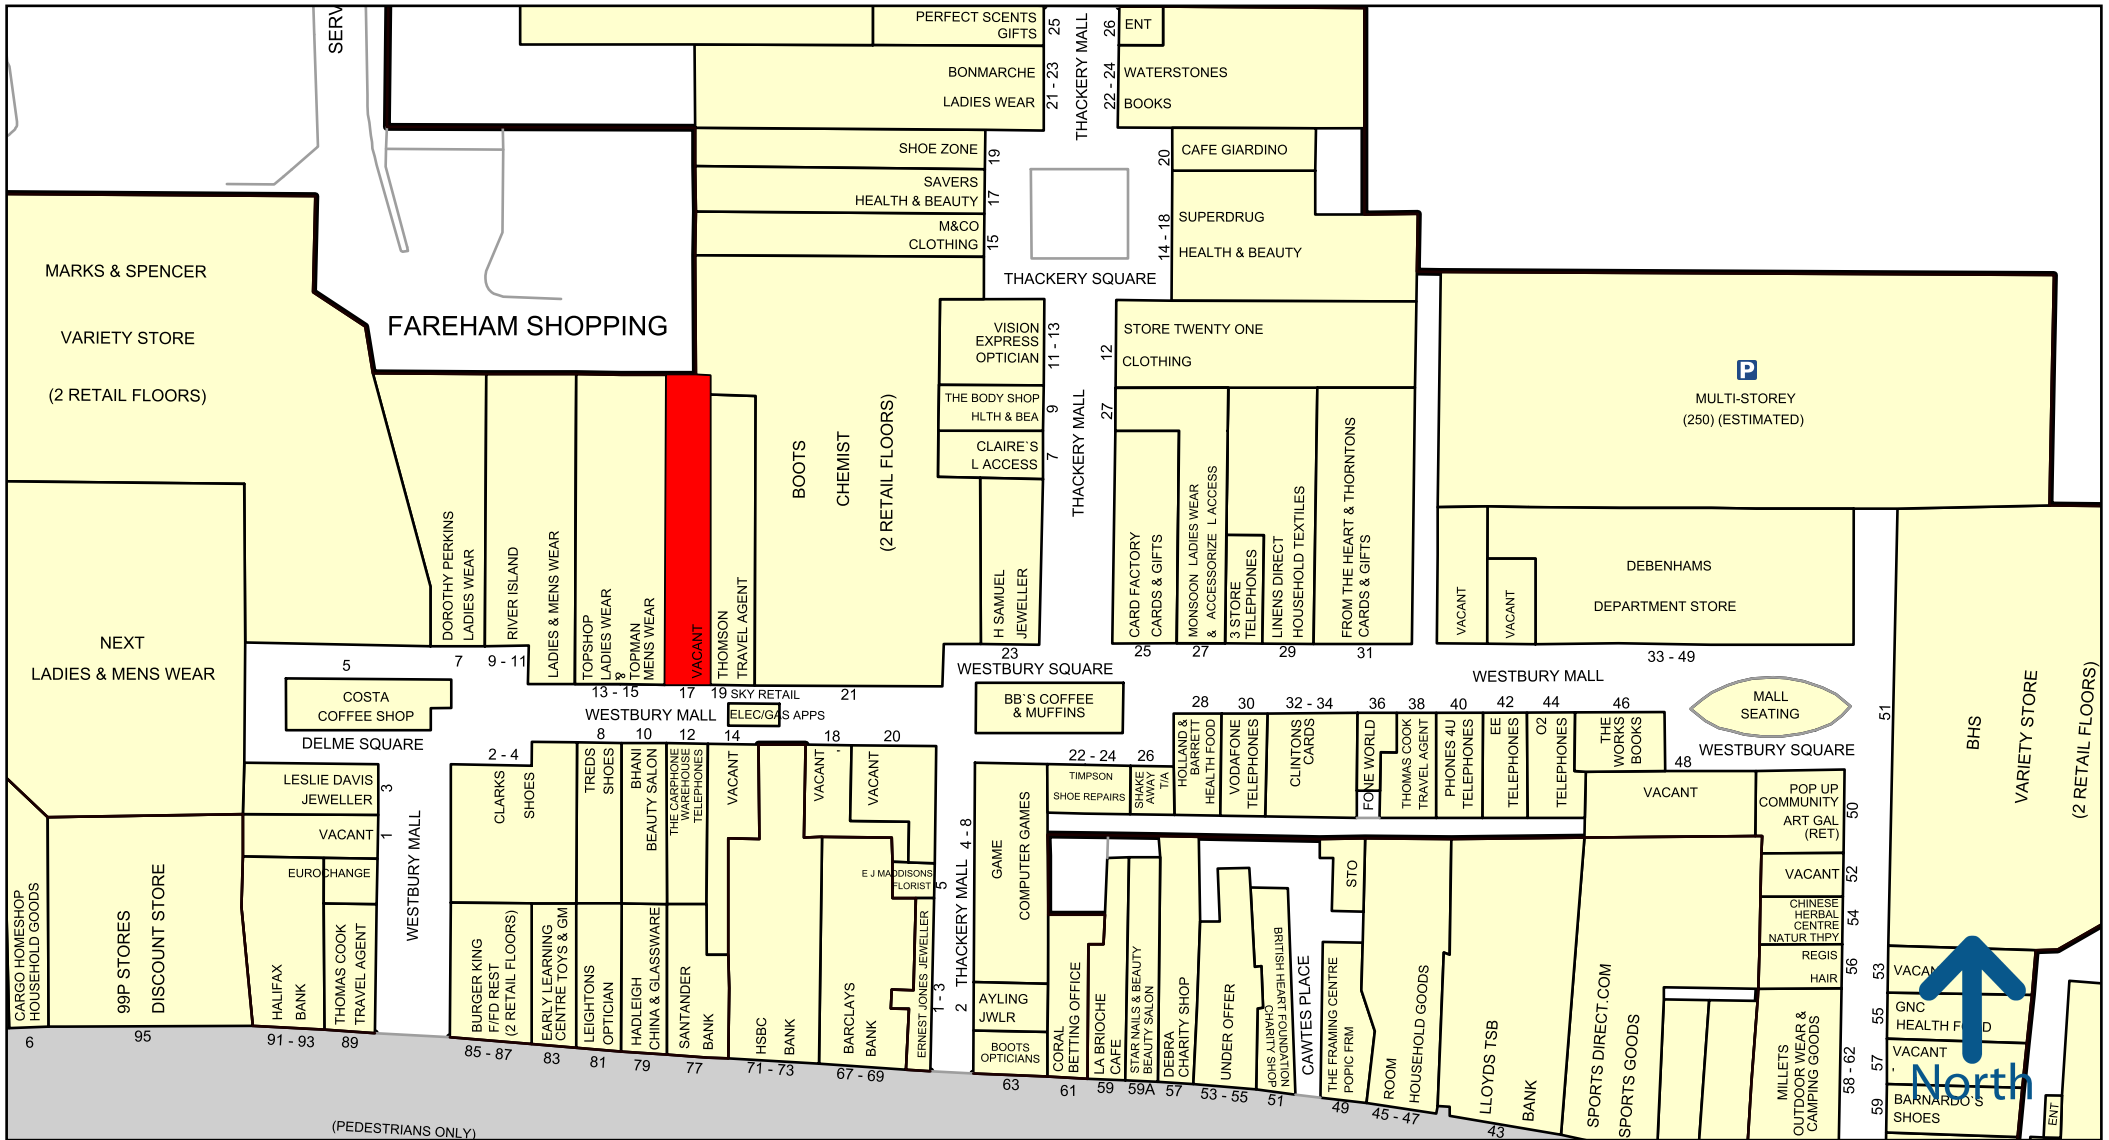 SERV
PERFECT SCENTS
GIFTS
25
THACKERY MALL
26
ENT
BONMARCHE
LADIES WEAR
21 - 23
22 - 24
WATERSTONES
BOOKS
SHOE ZONE
19
20
CAFE GIARDINO
SAVERS
HEALTH & BEAUTY
17
M&CO
CLOTHING
15
14 - 18
SUPERDRUG
HEALTH & BEAUTY
THACKERY SQUARE
MARKS & SPENCER
VARIETY STORE
(2 RETAIL FLOORS)
FAREHAM SHOPPING
VISION
EXPRESS
OPTICIAN
11 - 13
12
STORE TWENTY ONE
CLOTHING
THE BODY SHOP
HLTH & BEA
9
27
CLAIRE`S
L ACCESS
7
THACKERY MALL
P
MULTI-STOREY
(250) (ESTIMATED)
BOOTS
CHEMIST
(2 RETAIL FLOORS)
NEXT
LADIES & MENS WEAR
DOROTHY PERKINS
LADIES WEAR
RIVER ISLAND
LADIES & MENS WEAR
TOPSHOP
LADIES WEAR
&
TOPMAN
MENS WEAR
VACANT
THOMSON
TRAVEL AGENT
H SAMUEL
JEWELLER
CARD FACTORY
CARDS & GIFTS
MONSOON LADIES WEAR
& ACCESSORIZE L ACCESS
3 STORE
TELEPHONES
LINENS DIRECT
HOUSEHOLD TEXTILES
FROM THE HEART & THORNTONS
CARDS & GIFTS
VACANT
VACANT
DEBENHAMS
DEPARTMENT STORE
5
7
9 - 11
13 - 15
17
19
SKY RETAIL
21
23
WESTBURY SQUARE
25
27
29
31
33 - 49
WESTBURY MALL
COSTA
COFFEE SHOP
WESTBURY MALL
ELEC/GAS APPS
BB`S COFFEE
& MUFFINS
MALL
SEATING
51
BHS
VARIETY STORE
(2 RETAIL FLOORS)
DELME SQUARE
WESTBURY SQUARE
2 - 4
8
10
12
14
18
20
22 - 24
26
28
30
32 - 34
36
38
40
42
44
46
48
LESLIE DAVIS
JEWELLER
3
VACANT
1
CLARKS
SHOES
TREDS
SHOES
BHANI
BEAUTY SALON
THE CARPHONE
WAREHOUSE
TELEPHONES
VACANT
VACANT
'
VACANT
TIMPSON
SHOE REPAIRS
SHAKE
AWAY
T/A
HOLLAND &
BARRETT
HEALTH FOOD
VODAFONE
TELEPHONES
CLINTONS
CARDS
FONE WORLD
THOMAS COOK
TRAVEL AGENT
PHONES 4U
TELEPHONES
EE
TELEPHONES
O2
TELEPHONES
THE
WORKS
BOOKS
VACANT
POP UP
COMMUNITY
ART GAL
(RET)
50
VACANT
52
CHINESE
HERBAL
CENTRE
NATUR THPY
54
REGIS
HAIR
56
EUROCHANGE
WESTBURY MALL
E J MADDISONS
FLORIST
5
4 - 8
THACKERY MALL
GAME
COMPUTER GAMES
STO
CARGO HOMESHOP
HOUSEHOLD GOODS
99P STORES
DISCOUNT STORE
HALIFAX
BANK
THOMAS COOK
TRAVEL AGENT
BURGER KING
F/FD REST
(2 RETAIL FLOORS)
EARLY LEARNING
CENTRE TOYS & GM
LEIGHTONS
OPTICIAN
HADLEIGH
CHINA & GLASSWARE
SANTANDER
BANK
HSBC
BANK
BARCLAYS
BANK
ERNEST JONES JEWELLER
1 - 3
2
AYLING
JWLR
BOOTS
OPTICIANS
CORAL
BETTING OFFICE
LA BRIOCHE
CAFE
STAR NAILS & BEAUTY
BEAUTY SALON
DEBRA
CHARITY SHOP
UNDER OFFER
BRITISH HEART FOUNDATION
CHARITY SHOP
CAWTES PLACE
THE FRAMING CENTRE
POPIC FRM
ROOM
HOUSEHOLD GOODS
LLOYDS TSB
BANK
SPORTS DIRECT.COM
SPORTS GOODS
MILLETS
OUTDOOR WEAR &
CAMPING GOODS
58 - 62
53
VACAN
55
GNC
HEALTH FOOD
57
VACANT
'
North
59
BARNARDO`S
SHOES
ENT
6
95
91 - 93
89
85 - 87
83
81
79
77
71 - 73
67 - 69
63
61
59
59A
57
53 - 55
51
49
45 - 47
43
(PEDESTRIANS ONLY)